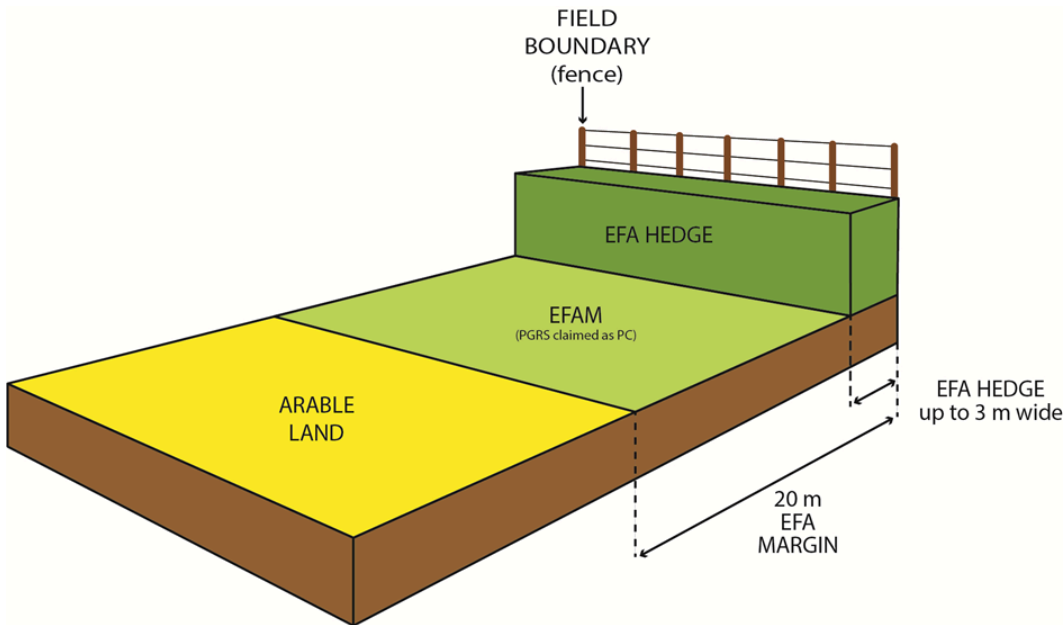 FIELD
BOUNDARY
(fence)
EFA HEDGE
EFAM
(PGRS claimed as PC)
ARABLE
LAND
EFA HEDGE
up to 3 m wide
20 m
EFA
MARGIN